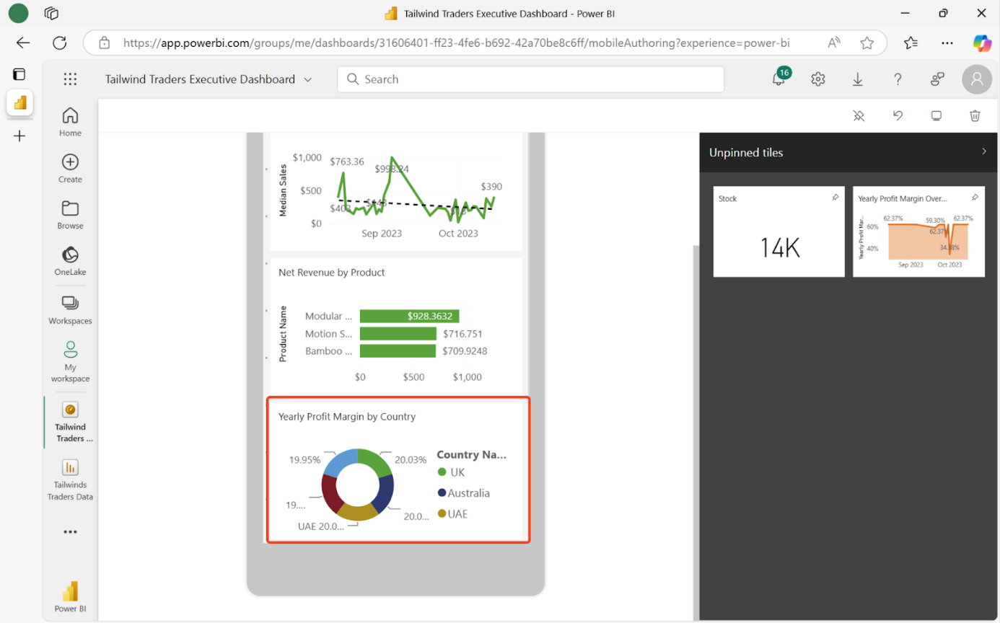 Tailwind Traders Executive Dashboard - Power BI
https://app.powerbi.com/groups/me/dashboards/31606401-ff23-4fe6-b692-42a70be8c6ff/mobileAuthoring?experience=power-bi
Tailwind Traders Executive Dashboard
Search
16
Home
Create
Browse
OneLake
Workspaces
My
workspace
Tailwind
Traders ...
Tailwinds
Traders Data
Power BI
Median Sales
$1,000
$500
$0
$763.36
$998.24
$390
Sep 2023
Oct 2023
Net Revenue by Product
Product Name
Modular ...
$928.3632
Motion S...
$716.751
Bamboo ...
$709.9248
$0
$500
$1,000
Yearly Profit Margin by Country
19.95%
20.03%
19....
20.0...
UAE 20.0...
Country Na...
UK
Australia
UAE
Unpinned tiles
Stock
14K
Yearly Profit Margin Over...
Yearly Profit Mar...
60%
40%
62.37%
59.30%
62.37%
62.37%
Sep 2023
Oct 2023